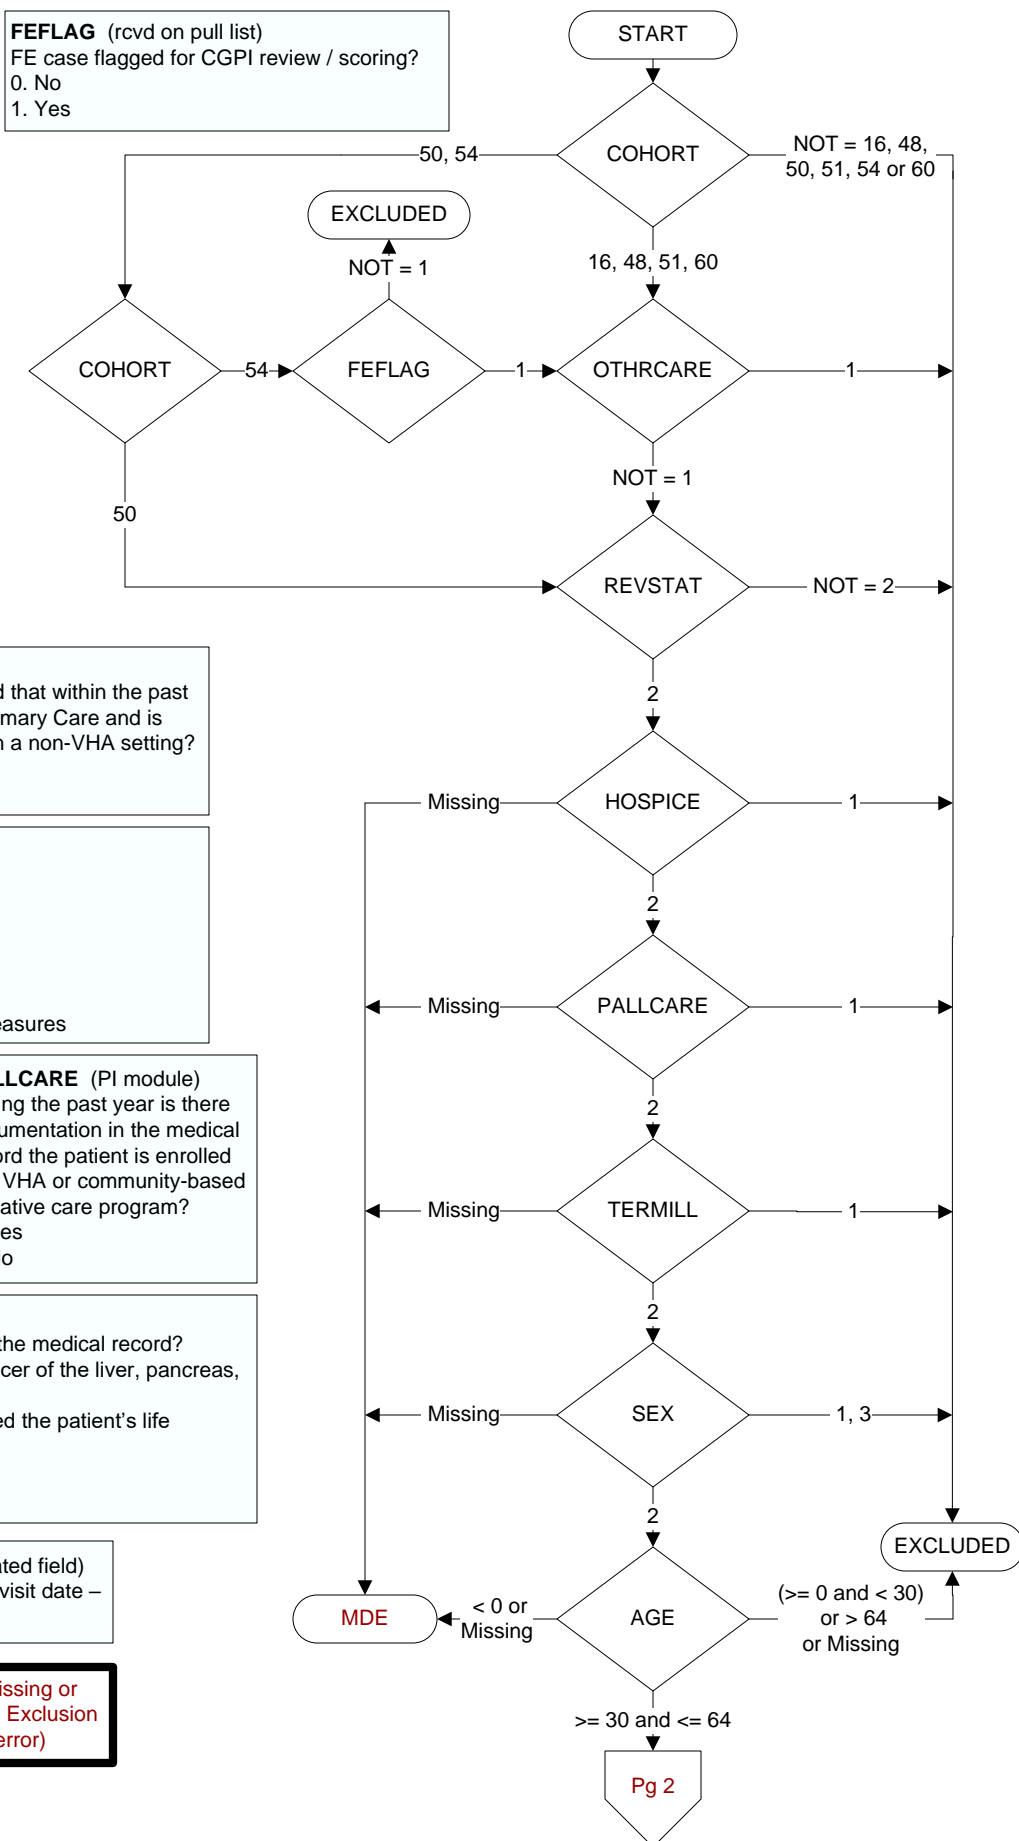 FEFLAG (rcvd on pull list)
FE case flagged for CGPI review / scoring?
0. No
1. Yes
START
COHORT
50, 54
NOT = 16, 48,
50, 51, 54 or 60
EXCLUDED
NOT = 1
16, 48, 51, 60
COHORT
54
FEFLAG
1
OTHRCARE
1
NOT = 1
50
REVSTAT
NOT = 2
2
d that within the past
mary Care and is
a non-VHA setting?
HOSPICE
Missing
1
2
easures
PALLCARE
Missing
1
2
LLCARE (PI module)
ing the past year is there
umentation in the medical
ord the patient is enrolled
VHA or community-based
ative care program?
es
lo
TERMILL
Missing
1
2
the medical record?
cer of the liver, pancreas,
ed the patient's life
SEX
Missing
1, 3
2
EXCLUDED
ated field)
visit date –
MDE
< 0 or
Missing
AGE
(>= 0 and < 30)
or > 64
or Missing
issing or
Exclusion
error)
>= 30 and <= 64
Pg 2